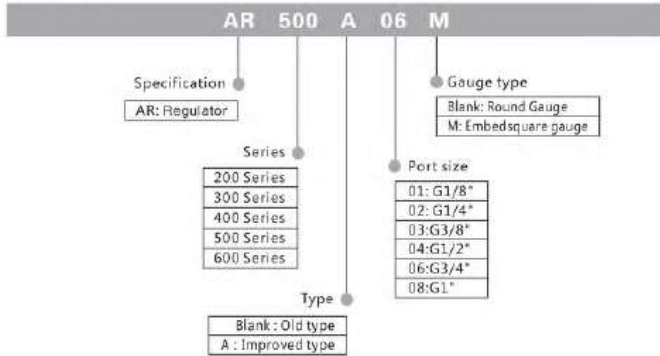 AR 500 A 06 M
Specification
AR: Regulator
Gauge type
Blank: Round Gauge
M: Embedsquare gauge
Series
200 Series
300 Series
400 Series
500 Series
600 Series
Port size
01: G1/8"
02: G1/4"
03:G3/8"
04:G1/2"
06:G3/4"
08:G1"
Type
Blank : Old type
A : Improved type